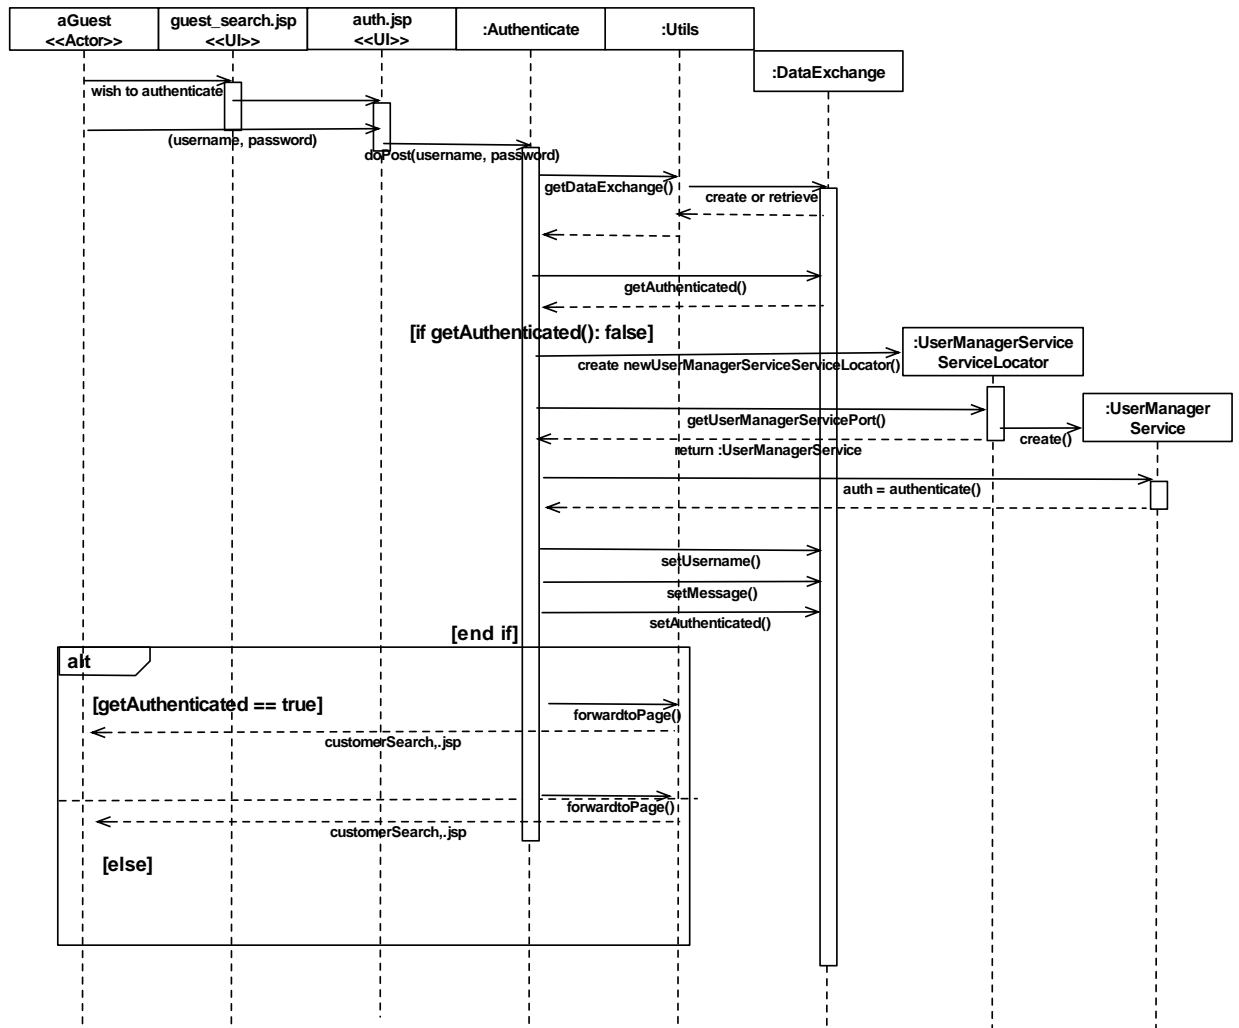 aGuest
<<Actor>>
guest_search.jsp
<<UI>>
auth.jsp
<<UI>>
:Authenticate
:Utils
:DataExchange
wish to authenticate
(username, password)
doPost(username, password)
getDataExchange()
create or retrieve
getAuthenticated()
[if getAuthenticated(): false]
:UserManagerService
ServiceLocator
create newUserManagerServiceServiceLocator()
:UserManager
Service
getUserManagerServicePort()
create()
return :UserManagerService
auth = authenticate()
setUsername()
setMessage()
setAuthenticated()
[end if]
alt
[getAuthenticated == true]
forwardtoPage()
customerSearch,.jsp
forwardtoPage()
customerSearch,.jsp
[else]